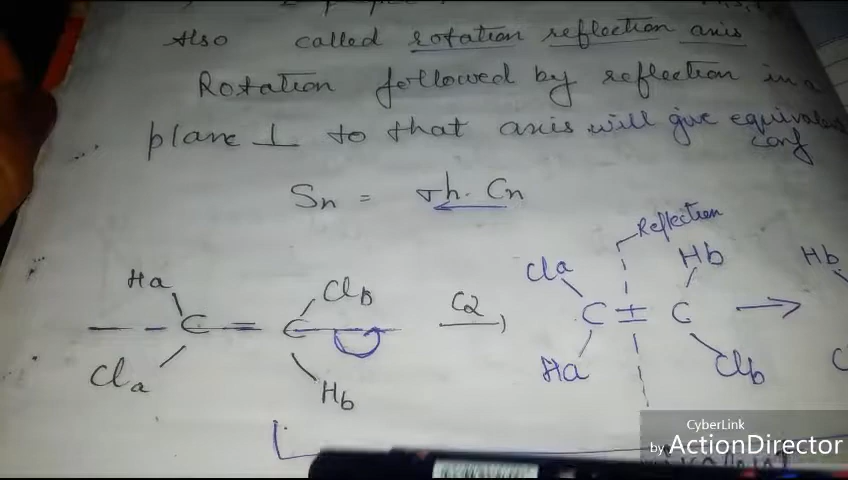 Also called rotation reflection axis
Rotation followed by reflection in a
plane ⊥ to that axis will give
conf
Sn = σh. Cn
Reflection
Ha
Clb
C = C
Cla
Hb
C2
Cla
Hb
C = C
Ha
Clb
Hb
CyberLink
by ActionDirector